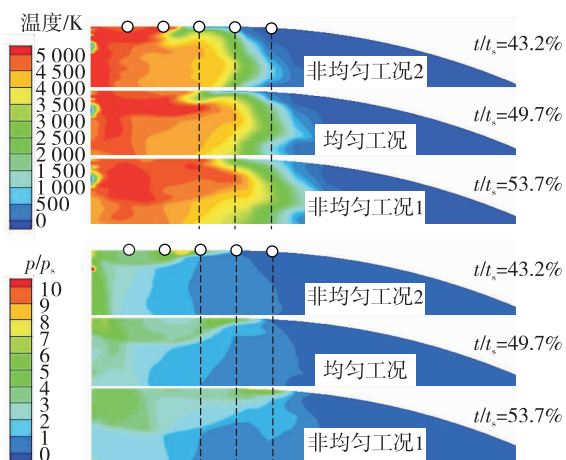 温度/K
5 000
4 500
4 000
3 500
3 000
2 500
2 000
1 500
1 000
500
0
t/ts=43.2%
非均匀工况2
t/ts=49.7%
均匀工况
t/ts=53.7%
非均匀工况1
p/ps
10
9
8
7
6
5
4
3
2
1
0
t/ts=43.2%
非均匀工况2
t/ts=49.7%
均匀工况
t/ts=53.7%
非均匀工况1